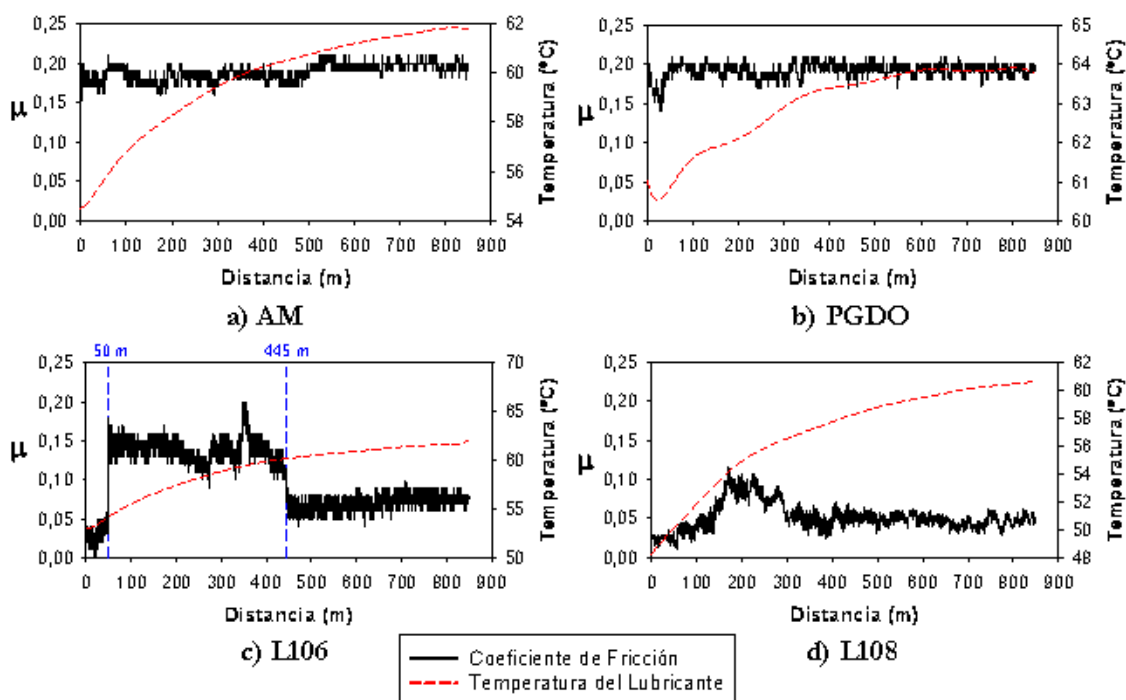 0,25 0,20 0,15 0,10 0,05 0,00
μ
62 60 58 56 54
Temperatura (°C)
0 100 200 300 400 500 600 700 800 900
Distancia (m)
a) AM
0,25 0,20 0,15 0,10 0,05 0,00
μ
65 64 63 62 61 60
Temperatura (°C)
0 100 200 300 400 500 600 700 800 900
Distancia (m)
b) PGDO
50 m 445 m
0,25 0,20 0,15 0,10 0,05 0,00
μ
70 65 60 55 50
Temperatura (°C)
0 100 200 300 400 500 600 700 800 900
Distancia (m)
c) L106
0,25 0,20 0,15 0,10 0,05 0,00
μ
62 60 58 56 54 52 50 48
Temperatura (°C)
0 100 200 300 400 500 600 700 800 900
Distancia (m)
d) L108
Coeficiente de Fricción
Temperatura del Lubricante